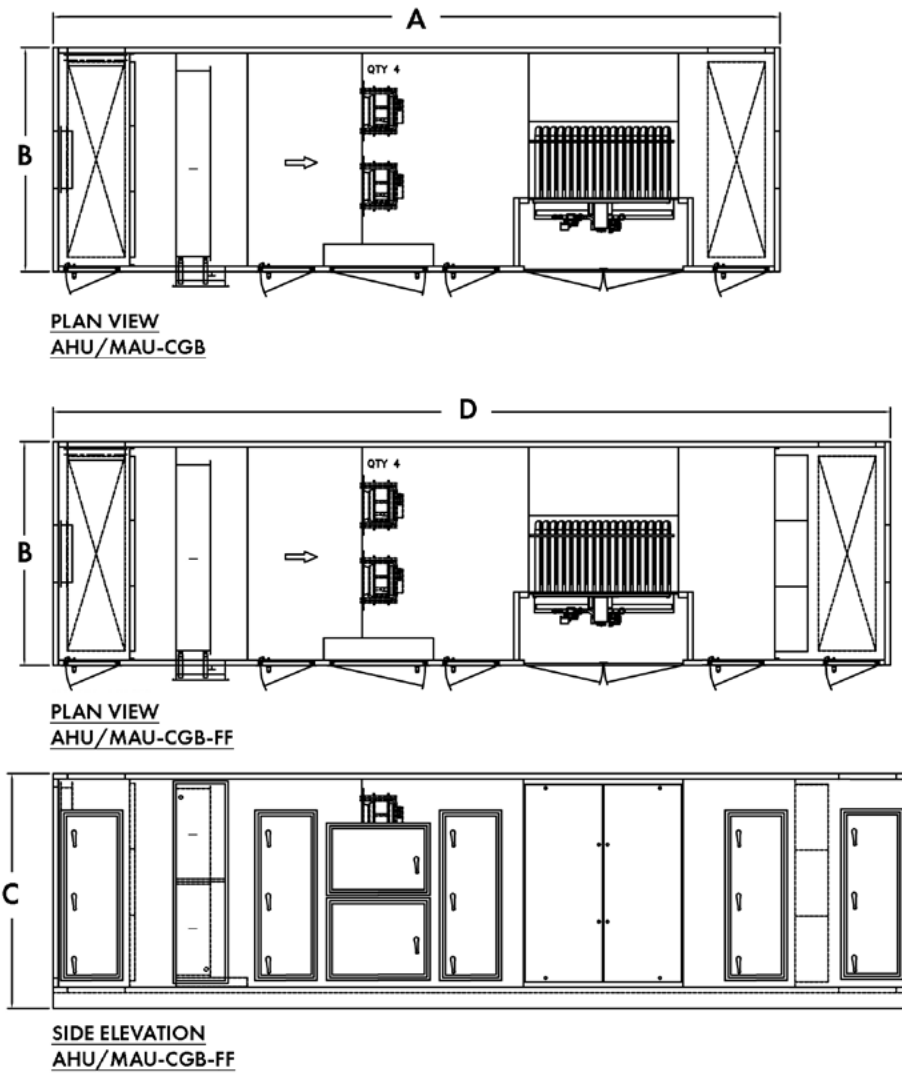 A
B
QTY 4
PLAN VIEW
AHU/MAU-CGB
D
B
QTY 4
PLAN VIEW
AHU/MAU-CGB-FF
C
SIDE ELEVATION
AHU/MAU-CGB-FF